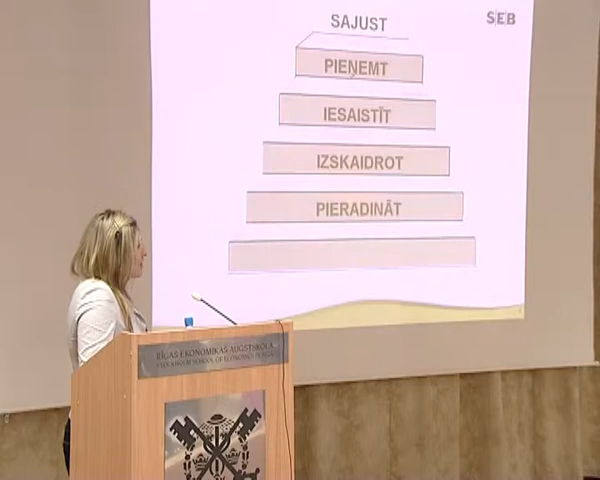 SAJUST
SEB
PIEŅEMT
IESAISTĪT
IZSKAIDROT
PIERADINĀT
RĪGAS EKONOMIKAS AUGSTSKOLA
STOCKHOLM SCHOOL OF ECONOMICS IN RIGA